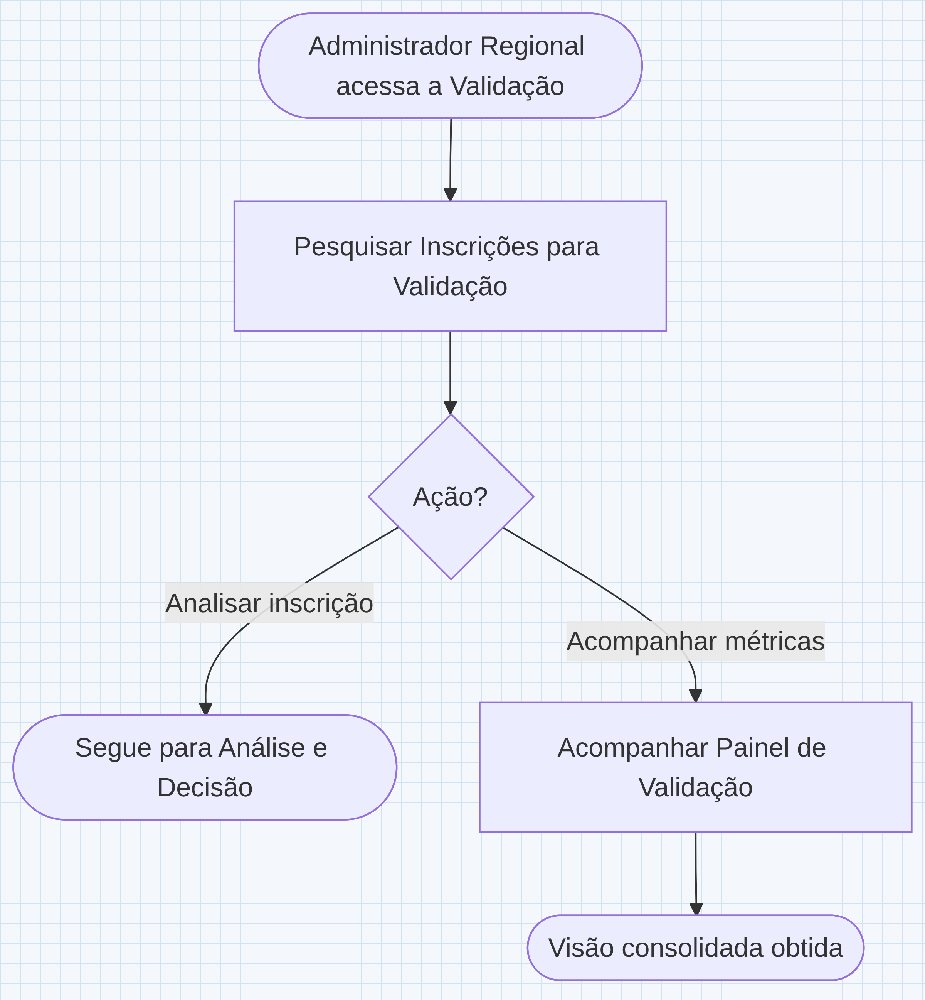 Administrador Regional
acessa a Validação
Pesquisar Inscrições para
Validação
Ação?
Analisar inscrição
Acompanhar métricas
Segue para Análise e
Decisão
Acompanhar Painel de
Validação
Visão consolidada obtida